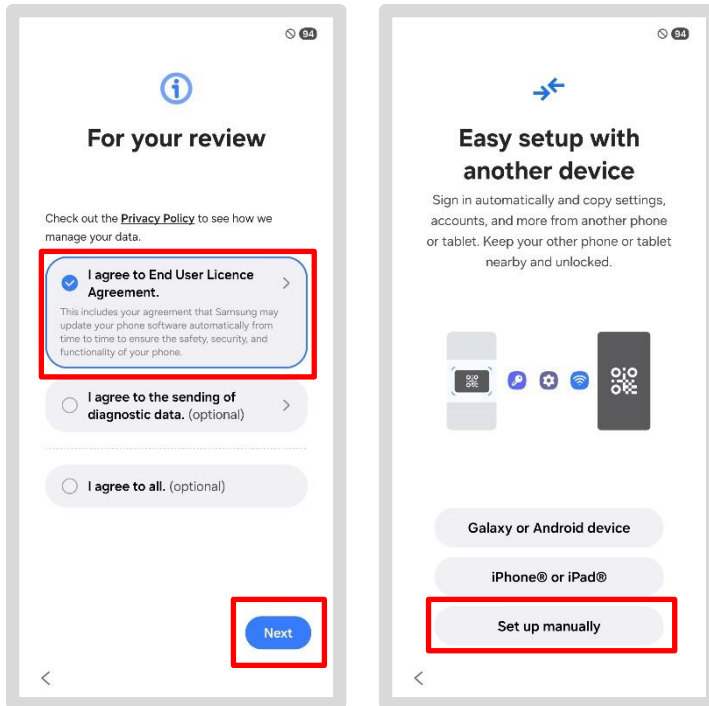 94
For your review
Check out the Privacy Policy to see how we
manage your data.
I agree to End User Licence
Agreement.
This includes your agreement that Samsung may
update your phone software automatically from
time to time to ensure the safety, security, and
functionality of your phone.
I agree to the sending of
diagnostic data. (optional)
I agree to all. (optional)
Next
94
Easy setup with
another device
Sign in automatically and copy settings,
accounts, and more from another phone
or tablet. Keep your other phone or tablet
nearby and unlocked.
Galaxy or Android device
iPhone® or iPad®
Set up manually